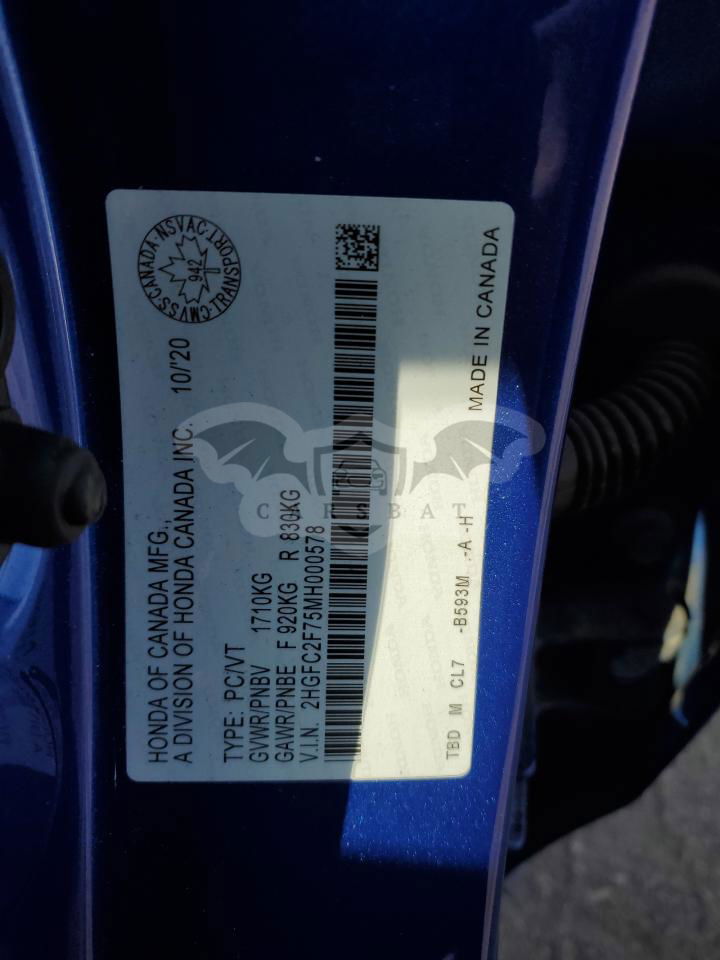 HONDA OF CANADA MFG.,
A DIVISION OF HONDA CANADA INC. 10/'20
TYPE: PC/VT
GVWR/PNBV 1710KG
GAWR/PNBE F 920KG R 830KG
V.I.N. 2HGFC2F75MH000578
TBD M CL7 -B593M .-A -H
MADE IN CANADA
CANADA·NSVAC·TRANSPORT·CMVSS·
942
CARSBAT